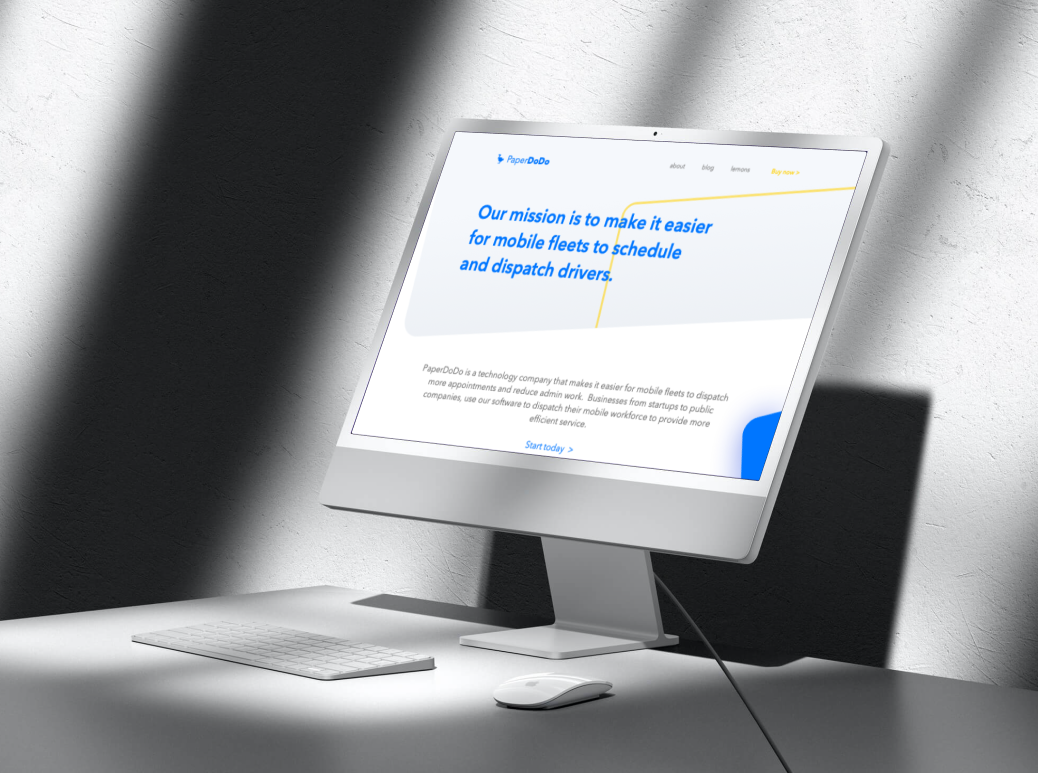 PaperDoDo
about blog lemons Buy now >
Our mission is to make it easier
for mobile fleets to schedule
and dispatch drivers.
PaperDoDo is a technology company that makes it easier for mobile fleets to dispatch
more appointments and reduce admin work. Businesses from startups to public
companies, use our software to dispatch their mobile workforce to provide more
efficient service.
Start today >